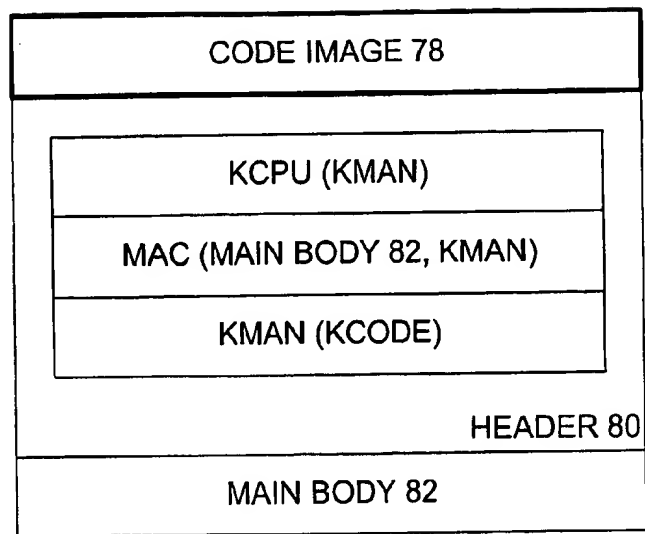 CODE IMAGE 78
KCPU (KMAN)
MAC (MAIN BODY 82, KMAN)
KMAN (KCODE)
HEADER 80
MAIN BODY 82